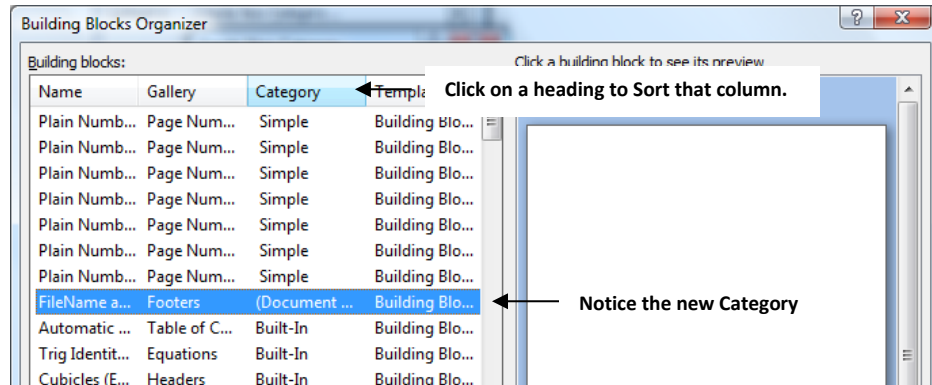 Building Blocks Organizer
Building blocks:
Click a building block to see its preview
Name Gallery Category Templa
Click on a heading to Sort that column.
Plain Numb... Page Num... Simple Building Blo...
Plain Numb... Page Num... Simple Building Blo...
Plain Numb... Page Num... Simple Building Blo...
Plain Numb... Page Num... Simple Building Blo...
Plain Numb... Page Num... Simple Building Blo...
Plain Numb... Page Num... Simple Building Blo...
Plain Numb... Page Num... Simple Building Blo...
FileName a... Footers (Document ... Building Blo...
Notice the new Category
Automatic ... Table of C... Built-In Building Blo...
Trig Identit... Equations Built-In Building Blo...
Cubicles (E... Headers Built-In Building Blo...